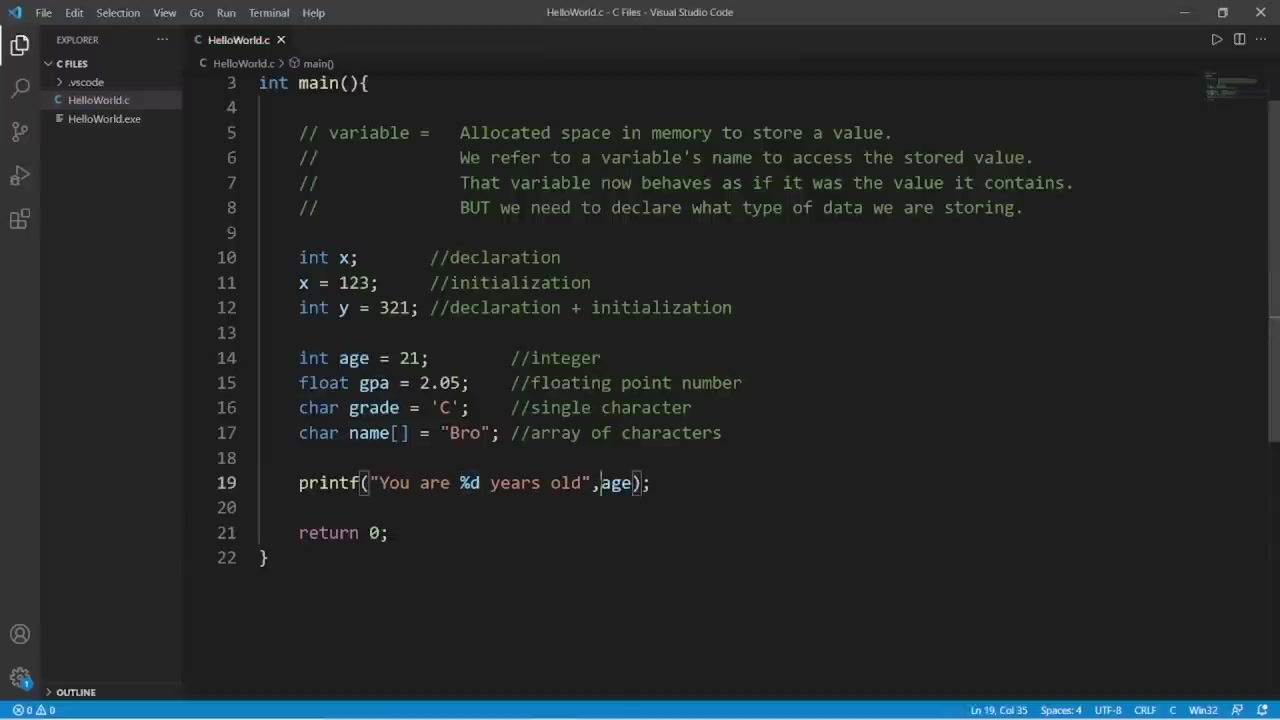 File Edit Selection View Go Run Terminal Help HelloWorld.c - C Files - Visual Studio Code
EXPLORER
C FILES
.vscode
C HelloWorld.c
HelloWorld.exe
OUTLINE
C HelloWorld.c
C HelloWorld.c > main()
3 int main(){
4
5 // variable = Allocated space in memory to store a value.
6 // We refer to a variable's name to access the stored value.
7 // That variable now behaves as if it was the value it contains.
8 // BUT we need to declare what type of data we are storing.
9
10 int x; //declaration
11 x = 123; //initialization
12 int y = 321; //declaration + initialization
13
14 int age = 21; //integer
15 float gpa = 2.05; //floating point number
16 char grade = 'C'; //single character
17 char name[] = "Bro"; //array of characters
18
19 printf("You are %d years old",age);
20
21 return 0;
22 }
1
0 0 Ln 19, Col 35 Spaces: 4 UTF-8 CRLF C Win32